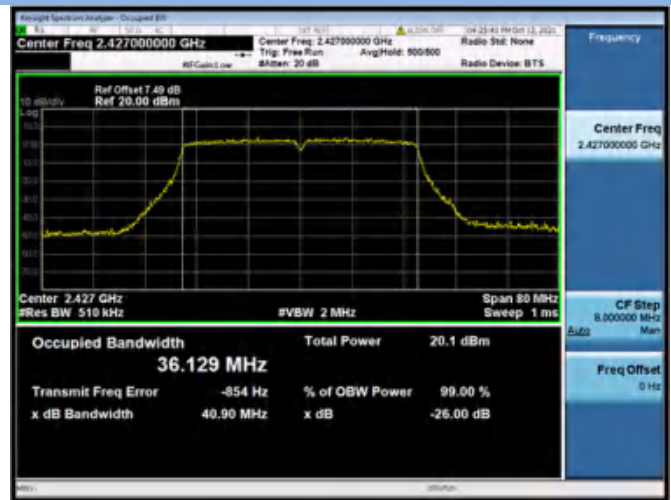 Keysight Spectrum Analyzer - Occupied BW
Center Freq 2.427000000 GHz
Center Freq: 2.427000000 GHz
Radio Std: None
Trig: Free Run
Avg|Hold: 500/500
#IFGain:Low
#Atten: 20 dB
Radio Device: BTS
Ref Offset 7.49 dB
10 dB/div
Ref 20.00 dBm
Log
Center 2.427 GHz
Span 80 MHz
#Res BW 510 kHz
#VBW 2 MHz
Sweep 1 ms
Occupied Bandwidth
Total Power
20.1 dBm
36.129 MHz
Transmit Freq Error
-854 Hz
% of OBW Power
99.00 %
x dB Bandwidth
40.90 MHz
x dB
-26.00 dB
Frequency
Center Freq
2.427000000 GHz
CF Step
8.000000 MHz
Auto
Man
Freq Offset
0 Hz